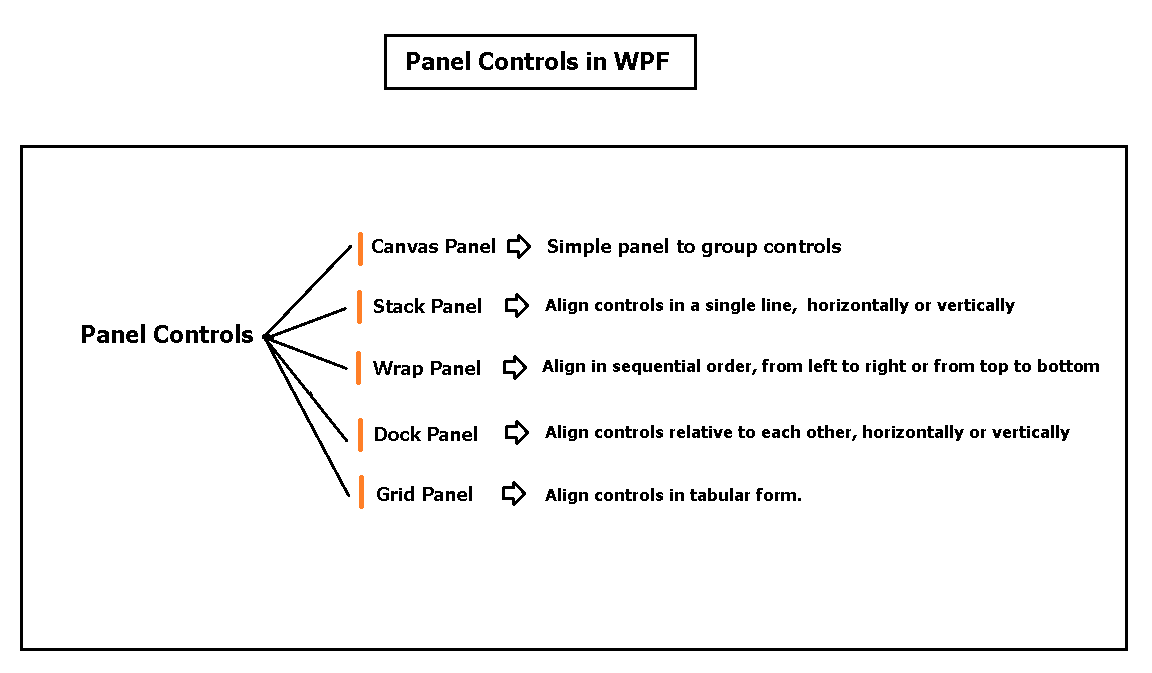 Panel Controls in WPF
Canvas Panel Simple panel to group controls
Stack Panel Align controls in a single line, horizontally or vertically
Panel Controls
Wrap Panel Align in sequential order, from left to right or from top to bottom
Dock Panel Align controls relative to each other, horizontally or vertically
Grid Panel Align controls in tabular form.